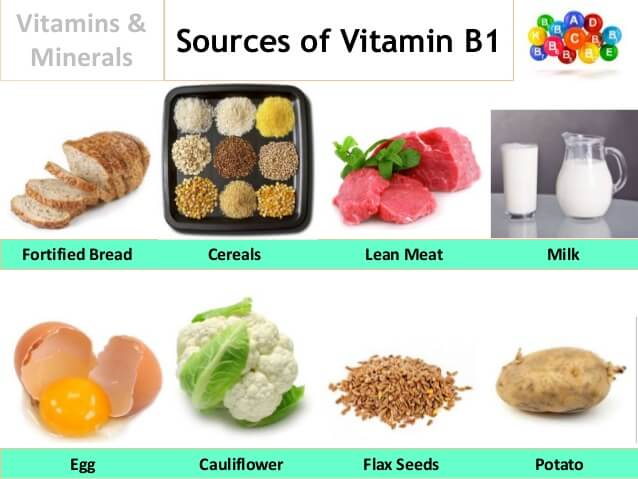 Vitamins &
Minerals
Sources of Vitamin B1
Fortified Bread
Cereals
Lean Meat
Milk
Egg
Cauliflower
Flax Seeds
Potato